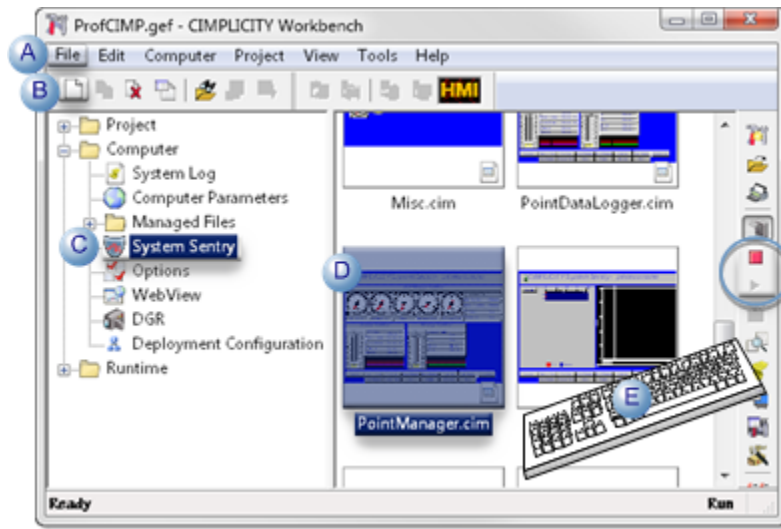 ProfCIMP.gef - CIMPLICITY Workbench
A
File Edit Computer Project View Tools Help
B
HMI
Project
Computer
System Log
Computer Parameters
Managed Files
C
System Sentry
Options
WebView
DGR
Deployment Configuration
Runtime
Misc.cim
PointDataLogger.cim
D
PointManager.cim
E
Ready
Run